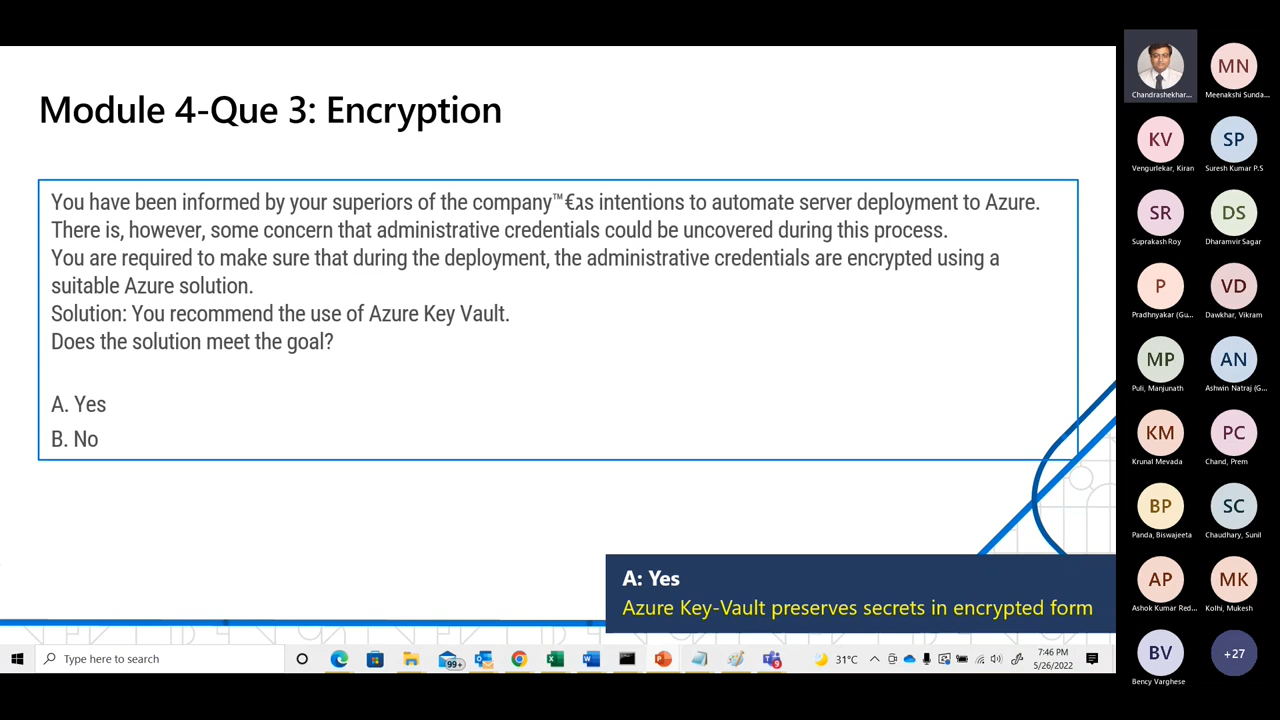 Module 4-Que 3: Encryption
You have been informed by your superiors of the company™€גs intentions to automate server deployment to Azure.
There is, however, some concern that administrative credentials could be uncovered during this process.
You are required to make sure that during the deployment, the administrative credentials are encrypted using a
suitable Azure solution.
Solution: You recommend the use of Azure Key Vault.
Does the solution meet the goal?
A. Yes
B. No
A: Yes
Azure Key-Vault preserves secrets in encrypted form
Type here to search
99+
9
31°C
7:46 PM
5/26/2022
Chandrashekhar...
MN
Meenakshi Sunda...
KV
Vengurlekar, Kiran
SP
Suresh Kumar P.S
SR
Suprakash Roy
DS
Dharamvir Sagar
P
Pradhnyakar (Gu...
VD
Dawkhar, Vikram
MP
Puli, Manjunath
AN
Ashwin Natraj (G...
KM
Krunal Mevada
PC
Chand, Prem
BP
Panda, Biswajeeta
SC
Chaudhary, Sunil
AP
Ashok Kumar Red...
MK
Kolhi, Mukesh
BV
Bency Varghese
+27